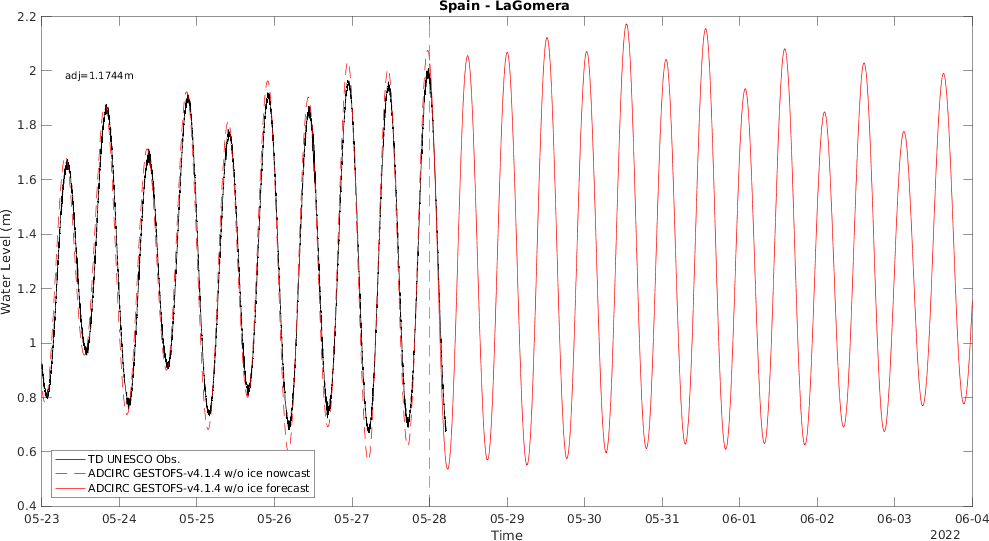 Spain - LaGomera
adj=1.1744m
2.2
2
1.8
1.6
1.4
1.2
1
0.8
0.6
0.4
Water Level (m)
TD UNESCO Obs.
ADCIRC GESTOFS-v4.1.4 w/o ice nowcast
ADCIRC GESTOFS-v4.1.4 w/o ice forecast
05-23 05-24 05-25 05-26 05-27 05-28 05-29 05-30 05-31 06-01 06-02 06-03 06-04
Time
2022